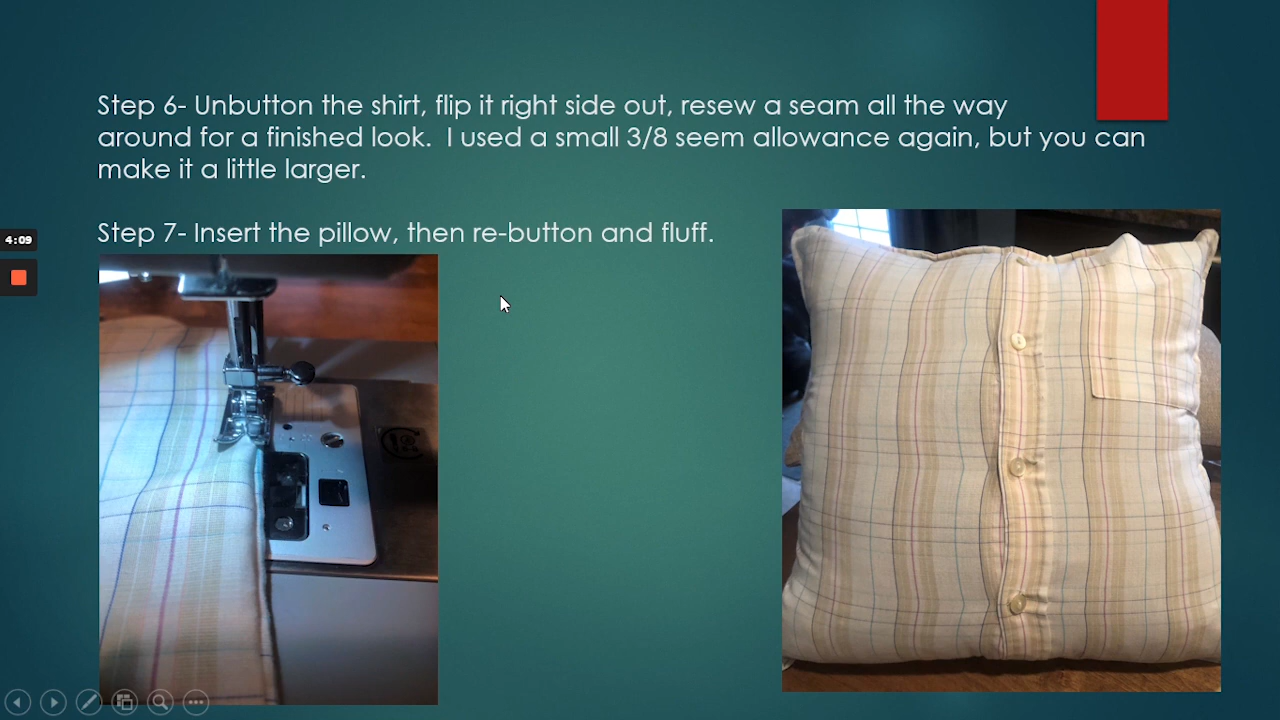 Step 6- Unbutton the shirt, flip it right side out, resew a seam all the way
around for a finished look.  I used a small 3/8 seem allowance again, but you can
make it a little larger.
Step 7- Insert the pillow, then re-button and fluff.
4:09